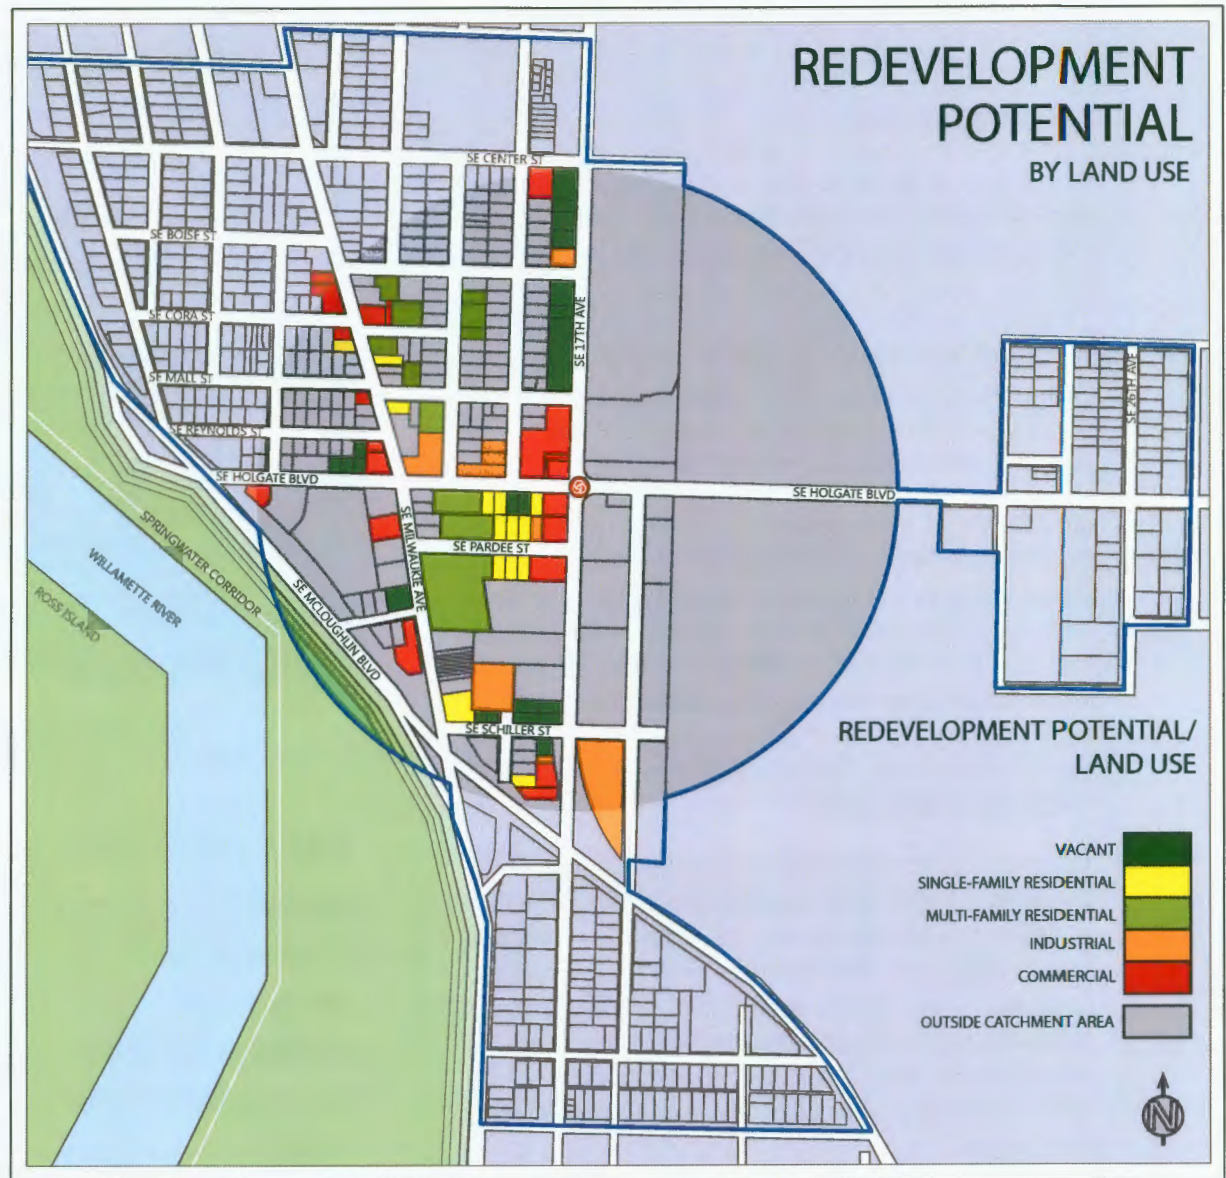 REDEVELOPMENT
POTENTIAL
BY LAND USE
SE CENTER ST
SE BOISE ST
SE 17TH AVE
SE CORA ST
SE 26TH AVE
SE MALL ST
SE REYNOLDS ST
SE HOLGATE BLVD
SE HOLGATE BLVD
SPRINGWATER CORRIDOR
SE MILWAUKIE AVE
SE PARDEE ST
WILLAMETTE RIVER
ROSS ISLAND
SE MCLOUGHLIN BLVD
SE SCHILLER ST
REDEVELOPMENT POTENTIAL/
LAND USE
VACANT
SINGLE-FAMILY RESIDENTIAL
MULTI-FAMILY RESIDENTIAL
INDUSTRIAL
COMMERCIAL
OUTSIDE CATCHMENT AREA
N